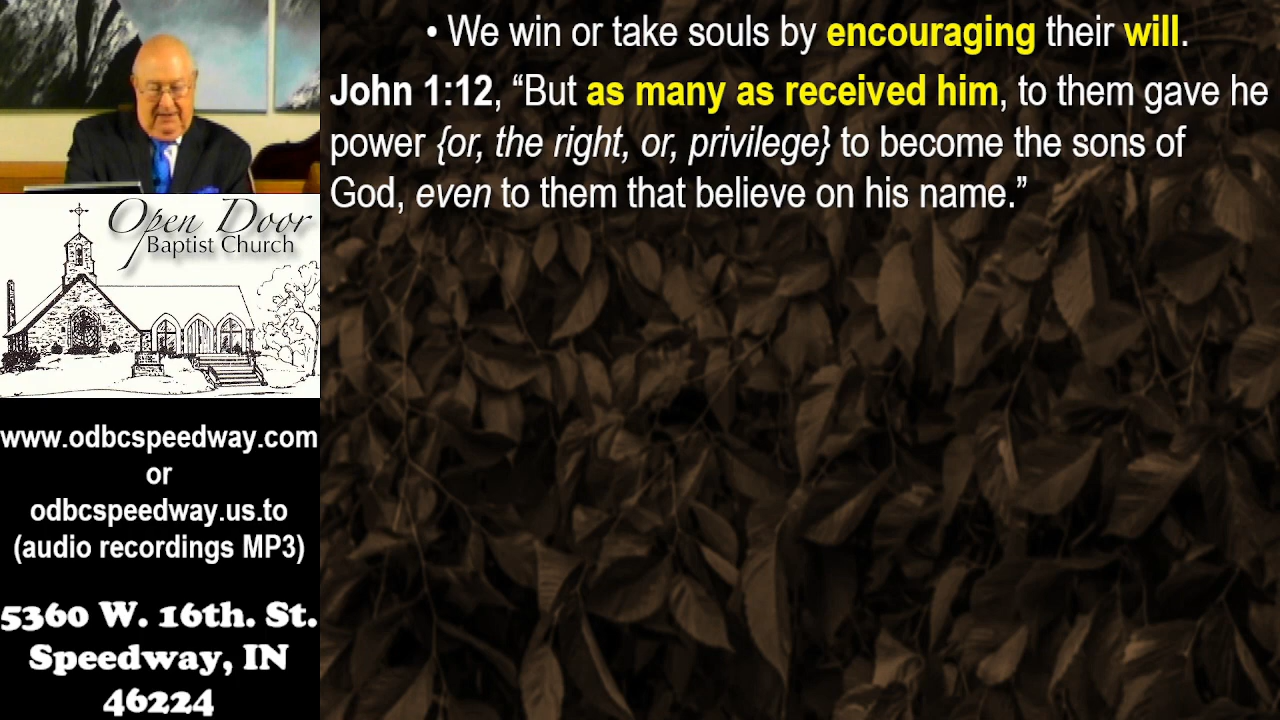 • We win or take souls by encouraging their will.
John 1:12, “But as many as received him, to them gave he
power {or, the right, or, privilege} to become the sons of
God, even to them that believe on his name.”
Open Door
Baptist Church
www.odbcspeedway.com
or
odbcspeedway.us.to
(audio recordings MP3)
5360 W. 16th. St.
Speedway, IN
46224